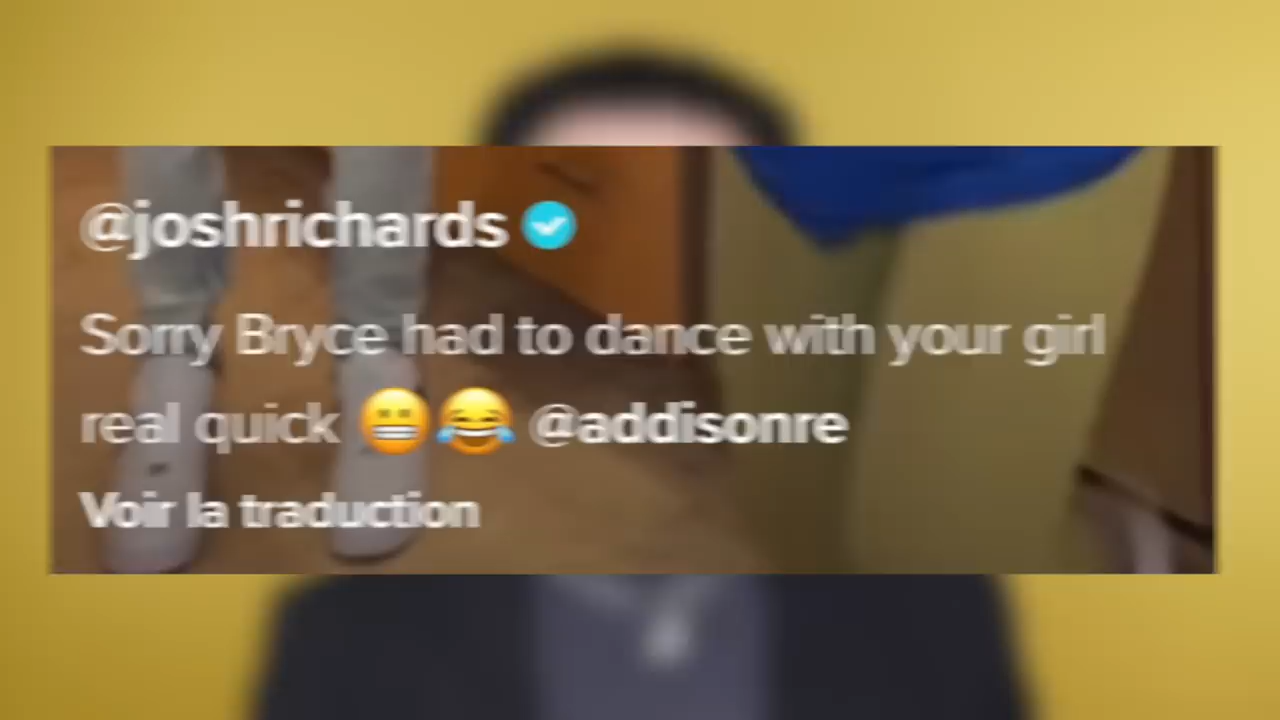 @joshrichards
Sorry Bryce had to dance with your girl
real quick 😬😂 @addisonre
Voir la traduction